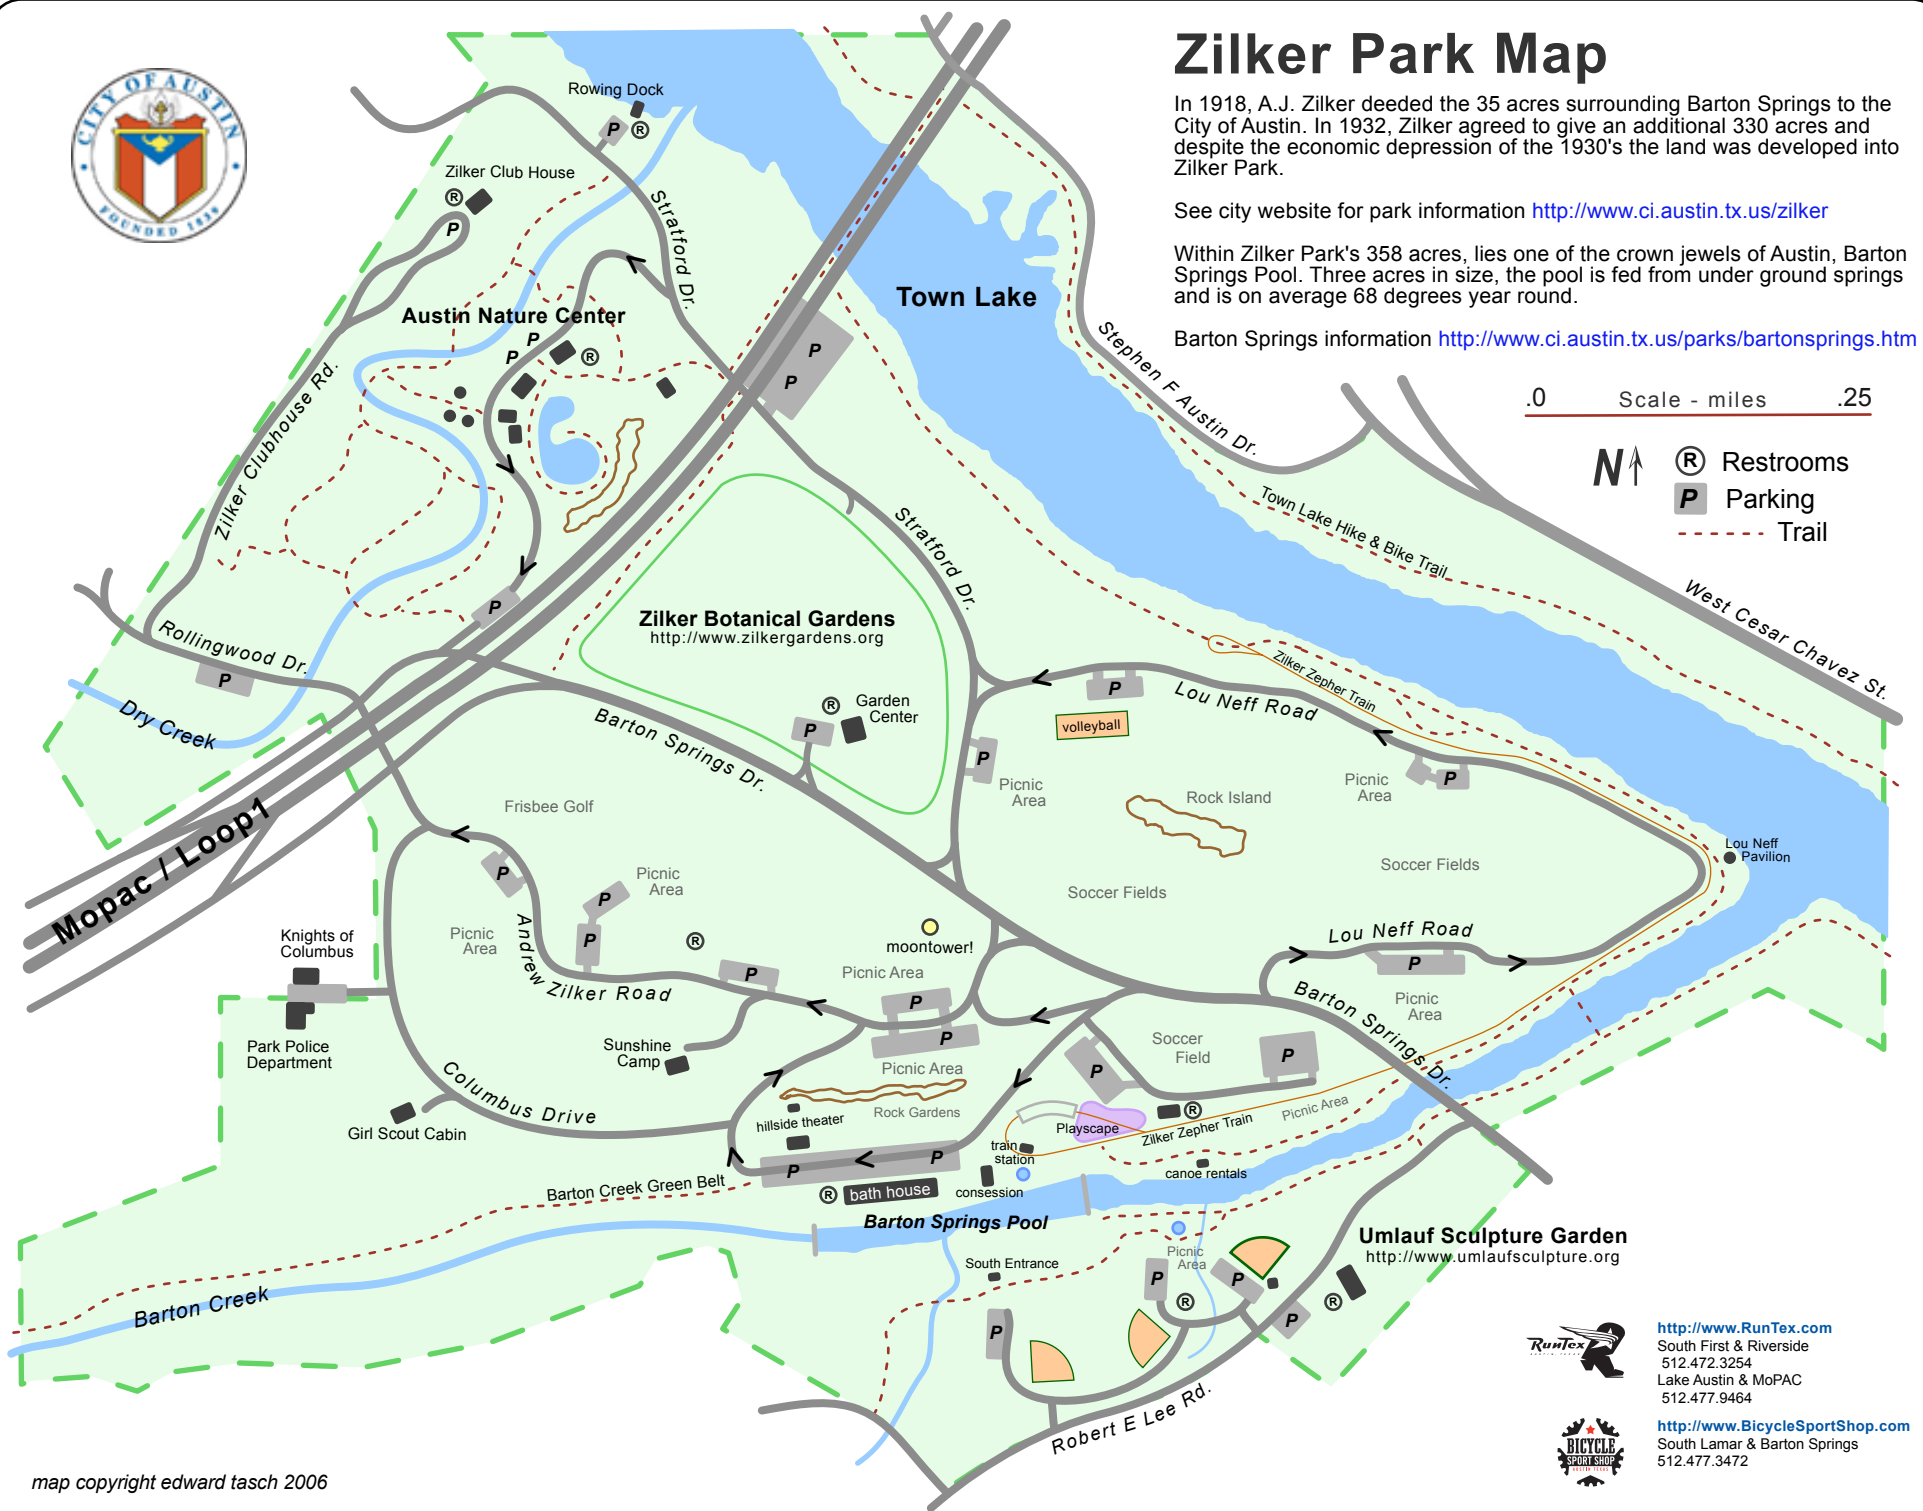 Zilker Park Map
In 1918, A.J. Zilker deeded the 35 acres surrounding Barton Springs to the
City of Austin. In 1932, Zilker agreed to give an additional 330 acres and
despite the economic depression of the 1930's the land was developed into
Zilker Park.
See city website for park information http://www.ci.austin.tx.us/zilker
Within Zilker Park's 358 acres, lies one of the crown jewels of Austin, Barton
Springs Pool. Three acres in size, the pool is fed from under ground springs
and is on average 68 degrees year round.
Barton Springs information http://www.ci.austin.tx.us/parks/bartonsprings.htm
.0 Scale - miles .25
N
R Restrooms
P Parking
Trail
CITY OF AUSTIN
FOUNDED 1839
Rowing Dock
P R
Zilker Club House
R
P
Stratford Dr.
Town Lake
Austin Nature Center
P
P
R
P
P
Stephen F Austin Dr.
Zilker Clubhouse Rd.
Town Lake Hike & Bike Trail
Stratford Dr.
West Cesar Chavez St.
P
Zilker Botanical Gardens
http://www.zilkergardens.org
Rollingwood Dr.
P
Dry Creek
Zilker Zepher Train
Lou Neff Road
P
volleyball
R
Garden
Center
P
Barton Springs Dr.
P
Picnic
Area
Picnic
Area
P
Rock Island
Frisbee Golf
Mopac / Loop1
Lou Neff
Pavilion
Soccer Fields
Soccer Fields
P
Picnic
Area
P
P
Picnic
Area
Andrew Zilker Road
R
moontower!
Lou Neff Road
P
Knights of
Columbus
Picnic Area
P
P
P
Picnic
Area
Barton Springs Dr.
Park Police
Department
Sunshine
Camp
Picnic Area
Soccer
Field
P
P
Columbus Drive
Rock Gardens
hillside theater
Girl Scout Cabin
Playscape
R
Zilker Zepher Train
Picnic Area
train
station
P
P
canoe rentals
Barton Creek Green Belt
R
bath house
consession
Barton Springs Pool
Umlauf Sculpture Garden
http://www.umlaufsculpture.org
Picnic
Area
South Entrance
P
P
R
R
P
P
Barton Creek
Robert E Lee Rd.
RunTex
http://www.RunTex.com
South First & Riverside
512.472.3254
Lake Austin & MoPAC
512.477.9464
BICYCLE
SPORT SHOP
http://www.BicycleSportShop.com
South Lamar & Barton Springs
512.477.3472
map copyright edward tasch 2006